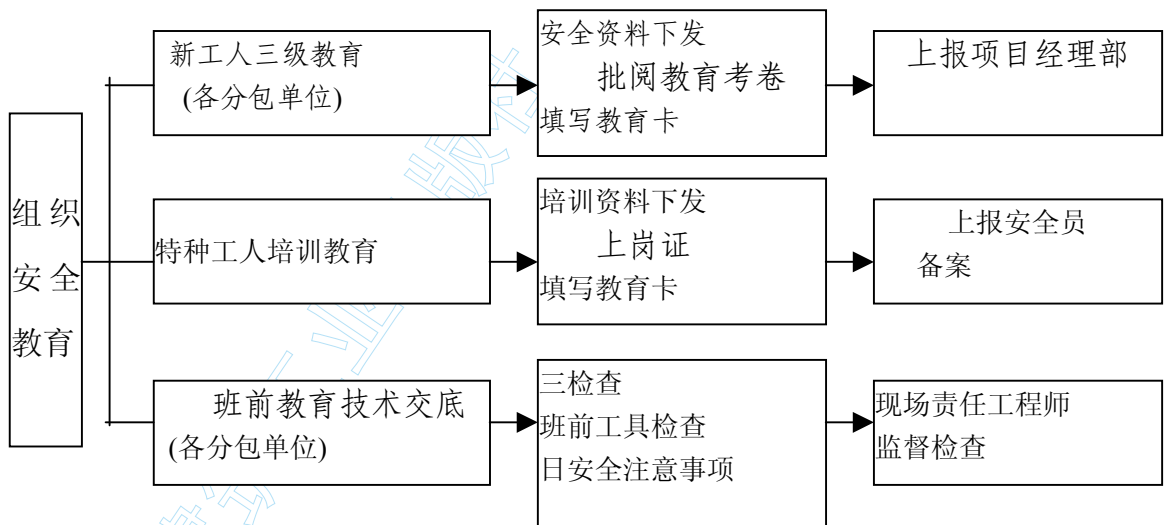 组织
安全
教育
新工人三级教育
(各分包单位)
安全资料下发
批阅教育考卷
填写教育卡
上报项目经理部
特种工人培训教育
培训资料下发
上岗证
填写教育卡
上报安全员
备案
班前教育技术交底
(各分包单位)
三检查
班前工具检查
日安全注意事项
现场责任工程师
监督检查